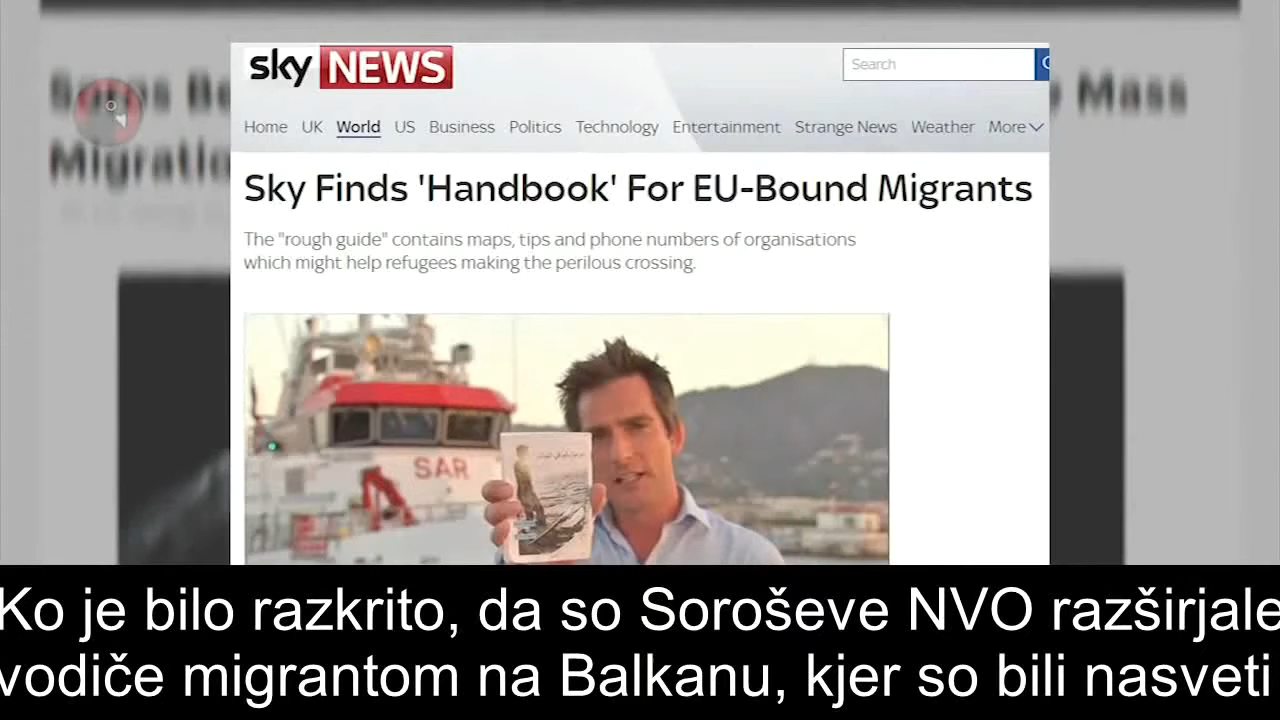 sky NEWS
Search
Home UK World US Business Politics Technology Entertainment Strange News Weather More
Sky Finds 'Handbook' For EU-Bound Migrants
The "rough guide" contains maps, tips and phone numbers of organisations
which might help refugees making the perilous crossing.
Mass
Migration
SAR
Ko je bilo razkrito, da so Soroševe NVO razširjale
vodiče migrantom na Balkanu, kjer so bili nasveti